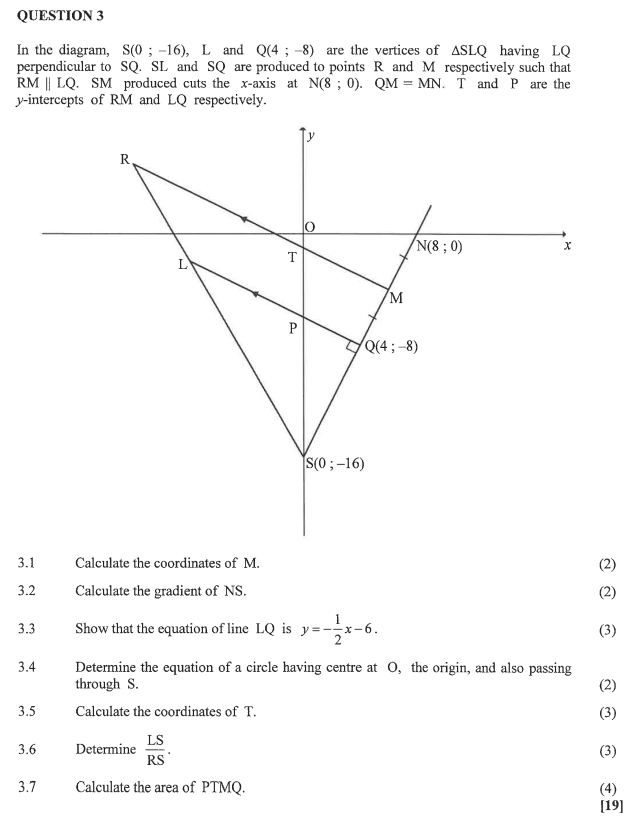 QUESTION 3
In the diagram, S(0 ; –16), L and Q(4 ; –8) are the vertices of ΔSLQ having LQ
perpendicular to SQ. SL and SQ are produced to points R and M respectively such that
RM || LQ. SM produced cuts the x-axis at N(8 ; 0). QM = MN. T and P are the
y-intercepts of RM and LQ respectively.
y
R
O
N(8 ; 0)
x
T
L
M
P
Q(4 ; –8)
S(0 ; –16)
3.1 Calculate the coordinates of M. (2)
3.2 Calculate the gradient of NS. (2)
3.3 Show that the equation of line LQ is y = –1/2 x – 6. (3)
3.4 Determine the equation of a circle having centre at O, the origin, and also passing
through S. (2)
3.5 Calculate the coordinates of T. (3)
3.6 Determine LS/RS. (3)
3.7 Calculate the area of PTMQ. (4)
[19]